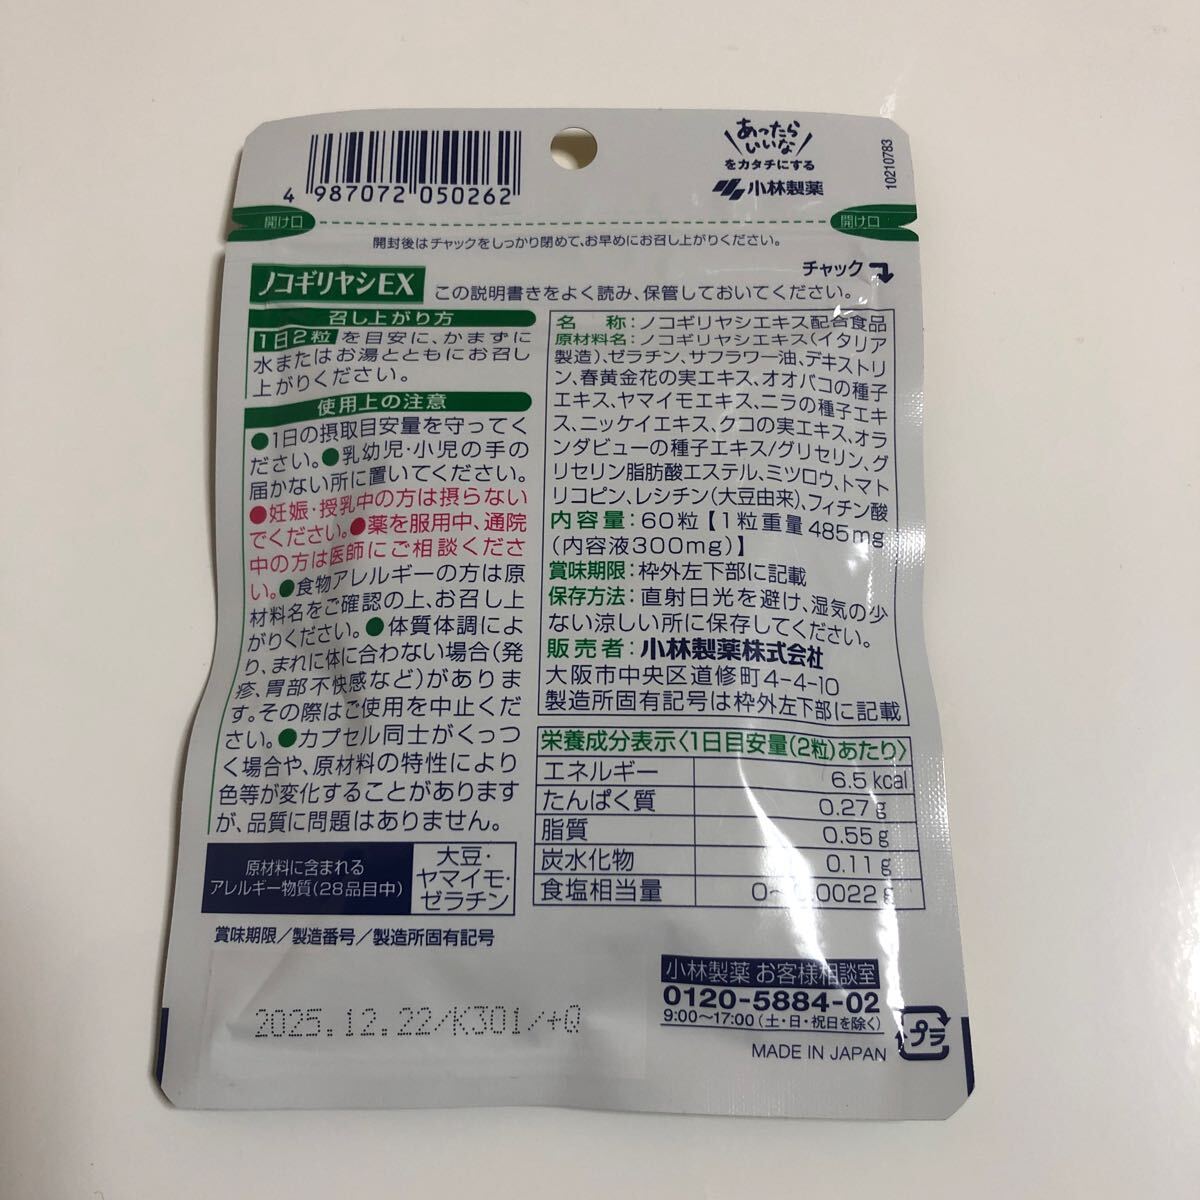 4 987072 050262
あったら
いいな
をカタチにする
小林製薬
10210783
開け口
開け口
開封後はチャックをしっかり閉めて、お早めにお召し上がりください。
チャック
ノコギリヤシEX
この説明書きをよく読み、保管しておいてください。
召し上がり方
1日2粒を目安に、かまずに
水またはお湯とともにお召し
上がりください。
使用上の注意
●1日の摂取目安量を守ってく
ださい。●乳幼児・小児の手の
届かない所に置いてください。
●妊娠・授乳中の方は摂らない
でください。●薬を服用中、通院
中の方は医師にご相談くださ
い。●食物アレルギーの方は原
材料名をご確認の上、お召し上
がりください。●体質体調によ
り、まれに体に合わない場合(発
疹、胃部不快感など)がありま
す。その際はご使用を中止くだ
さい。●カプセル同士がくっつ
く場合や、原材料の特性により
色等が変化することがあります
が、品質に問題はありません。
原材料に含まれる
アレルギー物質(28品目中)
大豆・
ヤマイモ・
ゼラチン
名 称:ノコギリヤシエキス配合食品
原材料名:ノコギリヤシエキス(イタリア
製造)、ゼラチン、サフラワー油、デキストリ
ン、春黄金花の実エキス、オオバコの種子
エキス、ヤマイモエキス、ニラの種子エキ
ス、ニッケイエキス、クコの実エキス、オラ
ンダビューの種子エキス/グリセリン、グ
リセリン脂肪酸エステル、ミツロウ、トマト
リコピン、レシチン(大豆由来)、フィチン酸
内容量:60粒【1粒重量485mg
(内容液300mg)】
賞味期限:枠外左下部に記載
保存方法:直射日光を避け、湿気の少
ない涼しい所に保存してください。
販売者:小林製薬株式会社
大阪市中央区道修町4-4-10
製造所固有記号は枠外左下部に記載
栄養成分表示〈1日目安量(2粒)あたり〉
エネルギー 6.5 kcal
たんぱく質 0.27 g
脂質 0.55 g
炭水化物 0.11 g
食塩相当量 0〜0.0022 g
賞味期限/製造番号/製造所固有記号
2025.12.22/K301/+Q
小林製薬 お客様相談室
0120-5884-02
9:00〜17:00(土・日・祝日を除く)
プラ
MADE IN JAPAN